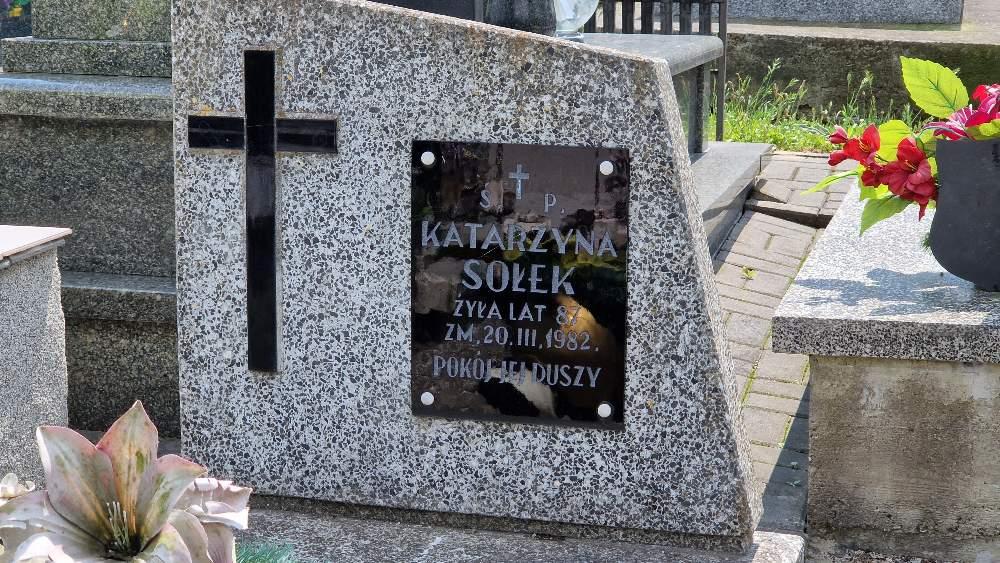 Ś. P.
KATARZYNA
SOŁEK
ŻYŁA LAT 87
ZM. 20.III.1982.
POKÓJ JEJ DUSZY